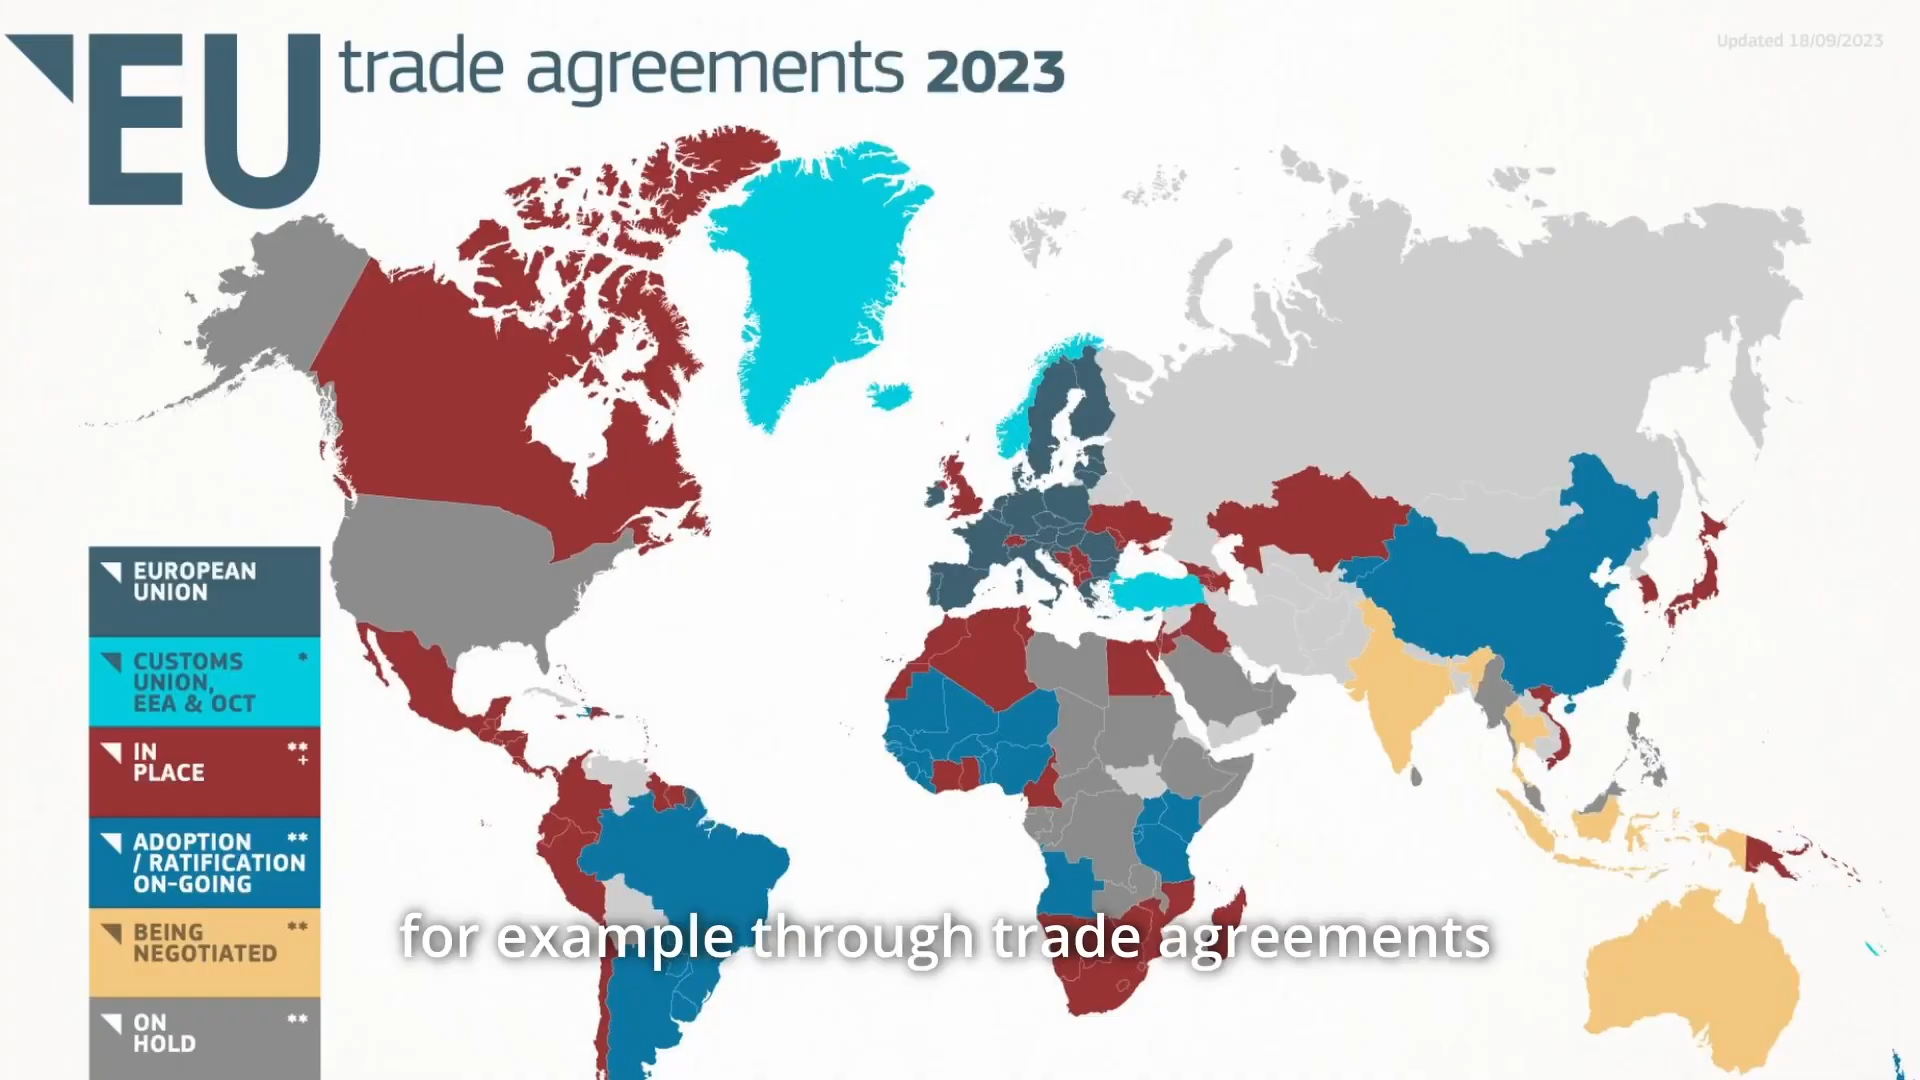 EU trade agreements 2023
Updated 18/09/2023
EUROPEAN
UNION
CUSTOMS *
UNION,
EEA & OCT
IN **
PLACE +
ADOPTION **
/ RATIFICATION
ON-GOING
BEING **
NEGOTIATED
ON **
HOLD
for example through trade agreements